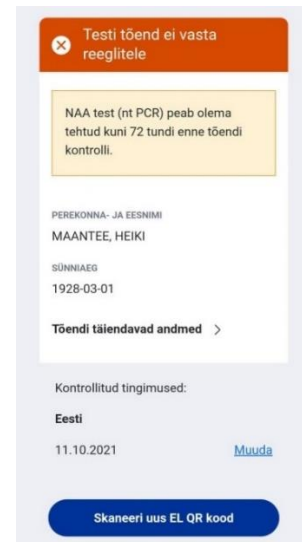 Testi tõend ei vasta
reeglitele
NAA test (nt PCR) peab olema
tehtud kuni 72 tundi enne tõendi
kontrolli.
PEREKONNA- JA EESNIMI
MAANTEE, HEIKI
SÜNNIAEG
1928-03-01
Tõendi täiendavad andmed >
Kontrollitud tingimused:
Eesti
11.10.2021 Muuda
Skaneeri uus EL QR kood